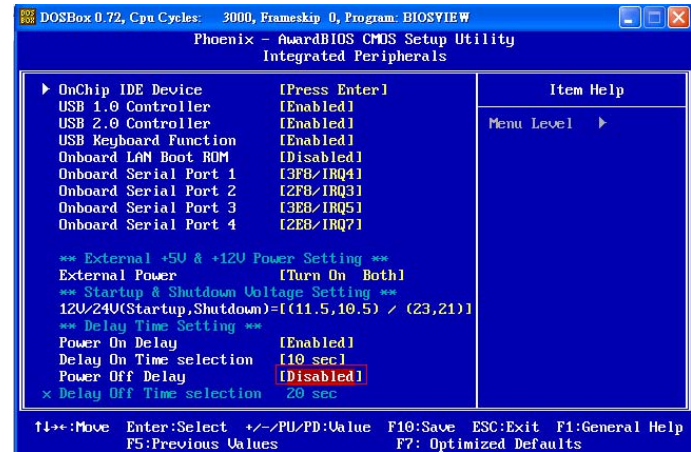 DOSBox 0.72, Cpu Cycles: 3000, Frameskip 0, Program: BIOSVIEW
Phoenix - AwardBIOS CMOS Setup Utility
Integrated Peripherals
OnChip IDE Device [Press Enter]
USB 1.0 Controller [Enabled]
USB 2.0 Controller [Enabled]
USB Keyboard Function [Enabled]
Onboard LAN Boot ROM [Disabled]
Onboard Serial Port 1 [3F8/IRQ4]
Onboard Serial Port 2 [2F8/IRQ3]
Onboard Serial Port 3 [3E8/IRQ5]
Onboard Serial Port 4 [2E8/IRQ7]
** External +5V & +12V Power Setting **
External Power [Turn On Both]
** Startup & Shutdown Voltage Setting **
12V/24V(Startup,Shutdown)=[(11.5,10.5) / (23,21)]
** Delay Time Setting **
Power On Delay [Enabled]
Delay On Time selection [10 sec]
Power Off Delay [Disabled]
x Delay Off Time selection 20 sec
Item Help
Menu Level
↑↓→←:Move Enter:Select +/-/PU/PD:Value F10:Save ESC:Exit F1:General Help
F5:Previous Values F7: Optimized Defaults